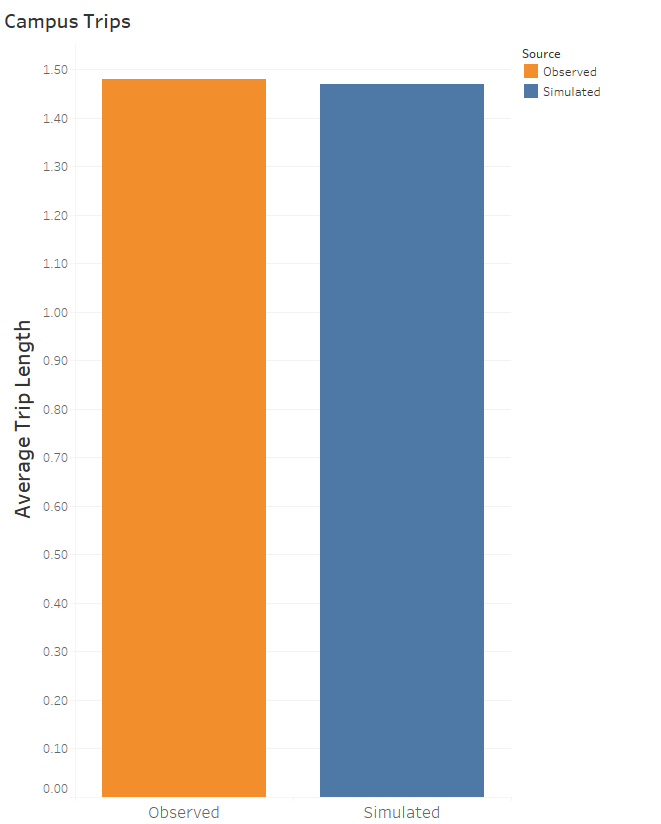 Campus Trips
Source
Observed
Simulated
Average Trip Length
1.50
1.40
1.30
1.20
1.10
1.00
0.90
0.80
0.70
0.60
0.50
0.40
0.30
0.20
0.10
0.00
Observed
Simulated